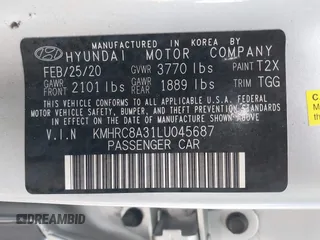 MANUFACTURED IN KOREA
HYUNDAI MOTOR COMPANY
FEB/25/20 GVWR 3770 lbs PAINT T2X
GAWR FRONT 2101 lbs GAWR REAR 1889 lbs TRIM TGG
THIS VEHICLE CONFORMS TO ALL APPLICABLE
FEDERAL MOTOR VEHICLE SAFETY, BUMPER,
AND THEFT PREVENTION STANDARDS IN EFFECT
ON THE DATE OF MANUFACTURE SHOWN ABOVE.
V.I.N KMHRC8A31LU045687
PASSENGER CAR
DREAMBID